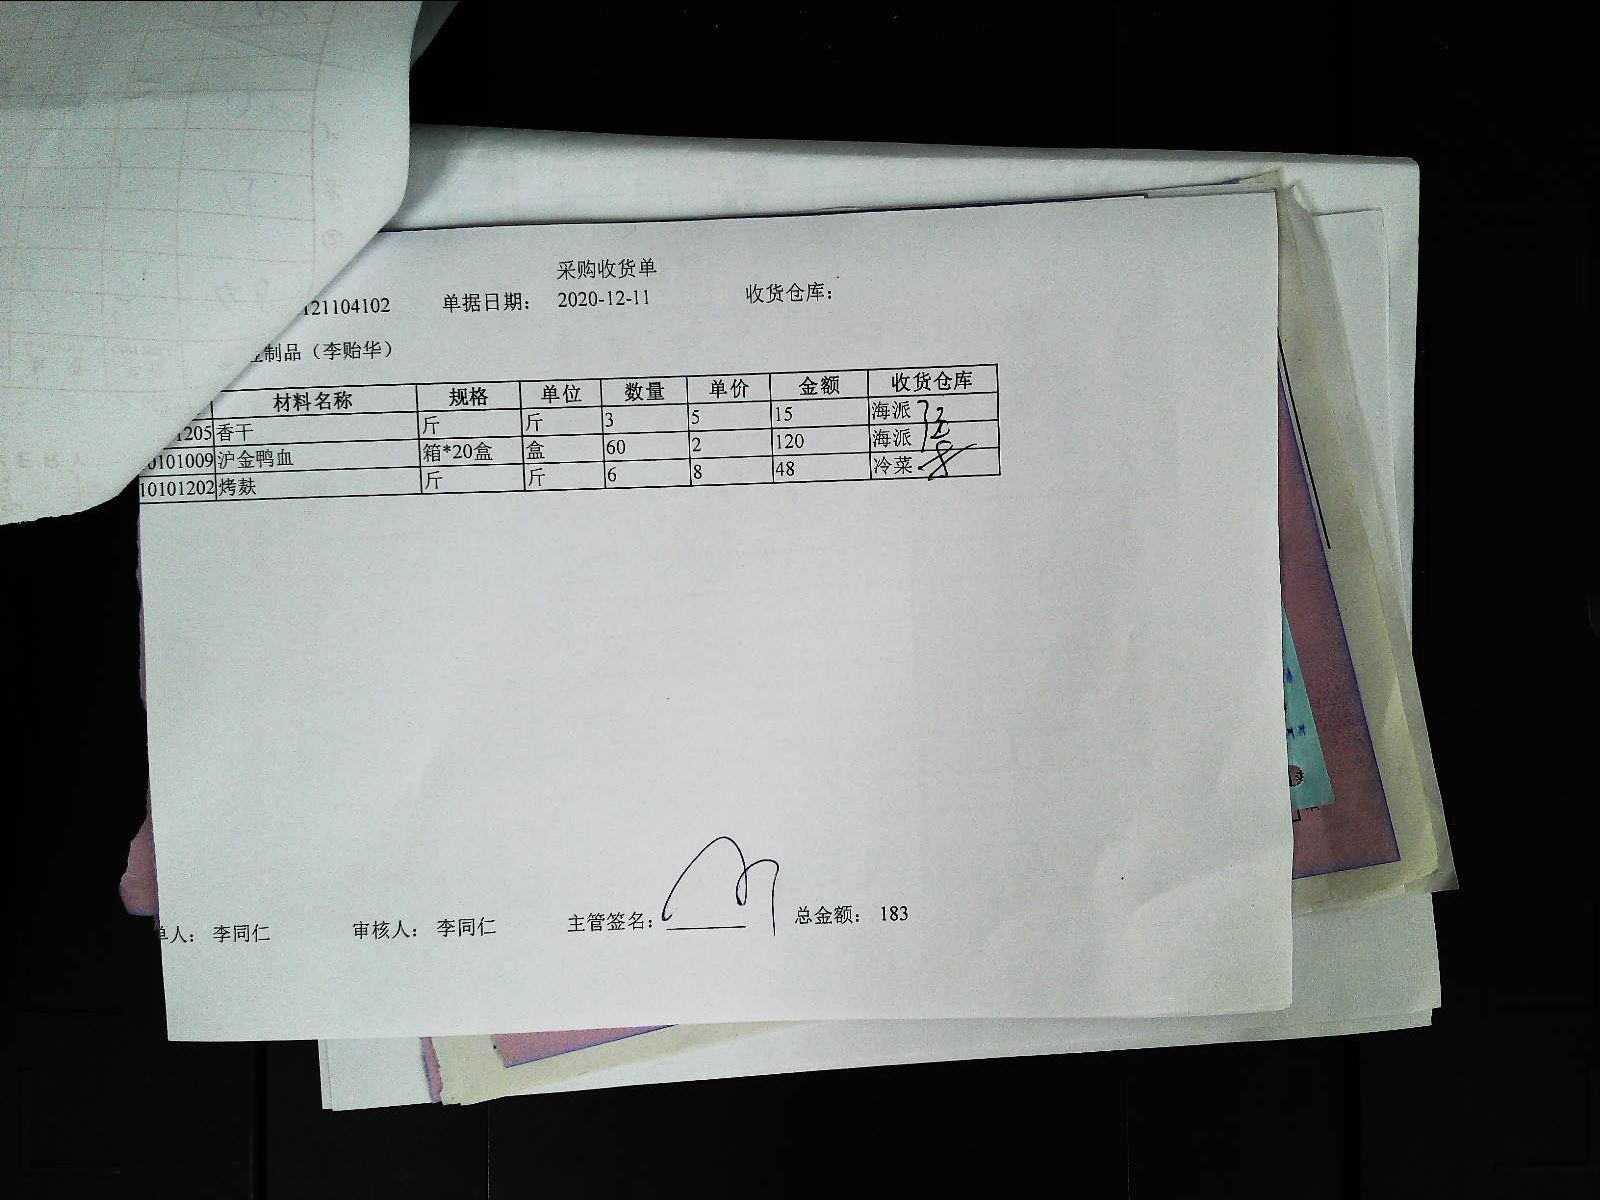 采购收货单
121104102 单据日期： 2020-12-11 收货仓库：
制品（李贻华）
材料名称 规格 单位 数量 单价 金额 收货仓库
1205 香干 斤 斤 3 5 15 海派
0101009 沪金鸭血 箱*20盒 盒 60 2 120 海派
10101202 烤麸 斤 斤 6 8 48 冷菜
单人： 李同仁 审核人： 李同仁 主管签名： 总金额： 183